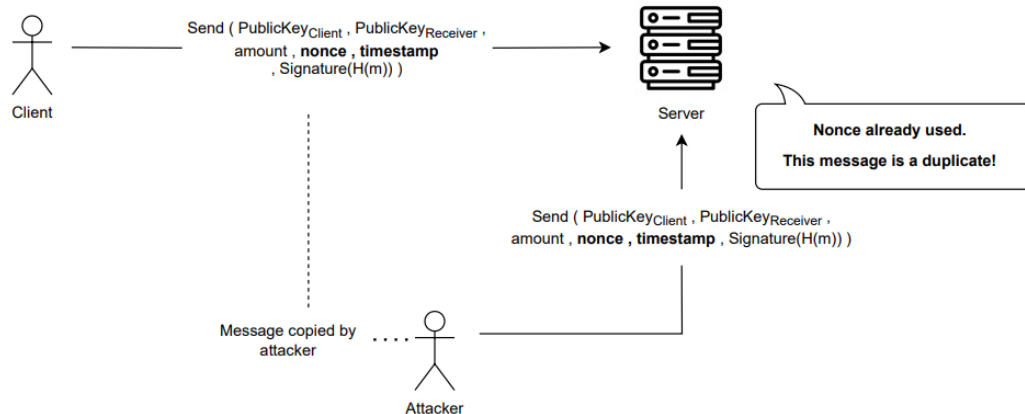 Send ( PublicKeyClient , PublicKeyReceiver ,
amount , nonce , timestamp
, Signature(H(m)) )
Client
Server
Nonce already used.
This message is a duplicate!
Send ( PublicKeyClient , PublicKeyReceiver ,
amount , nonce , timestamp , Signature(H(m)) )
Message copied by
attacker
Attacker